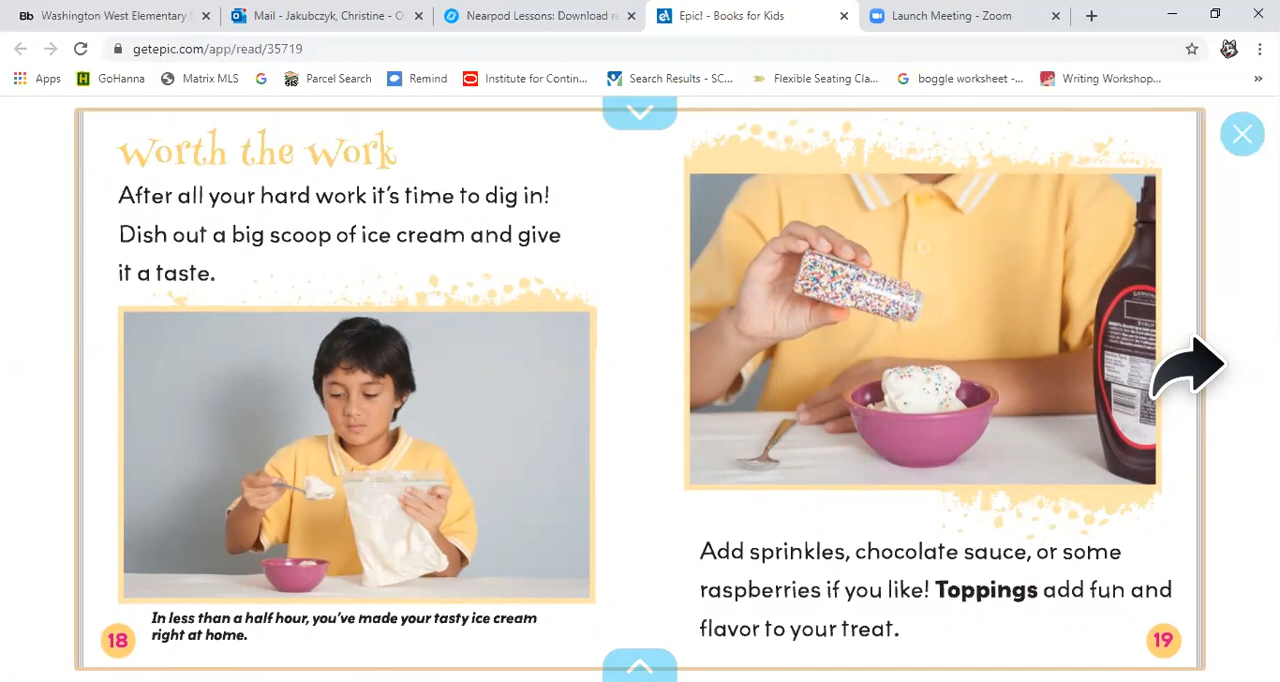 Bb Washington West Elementary
Mail - Jakubczyk, Christine - O
Nearpod Lessons: Download re
Epic! - Books for Kids
Launch Meeting - Zoom
getepic.com/app/read/35719
Apps
GoHanna
Matrix MLS
Parcel Search
Remind
Institute for Contin...
Search Results - SC...
Flexible Seating Cla...
boggle worksheet -...
Writing Workshop...
Worth the Work
After all your hard work it's time to dig in!
Dish out a big scoop of ice cream and give
it a taste.
In less than a half hour, you've made your tasty ice cream
right at home.
18
Add sprinkles, chocolate sauce, or some
raspberries if you like! Toppings add fun and
flavor to your treat.
19